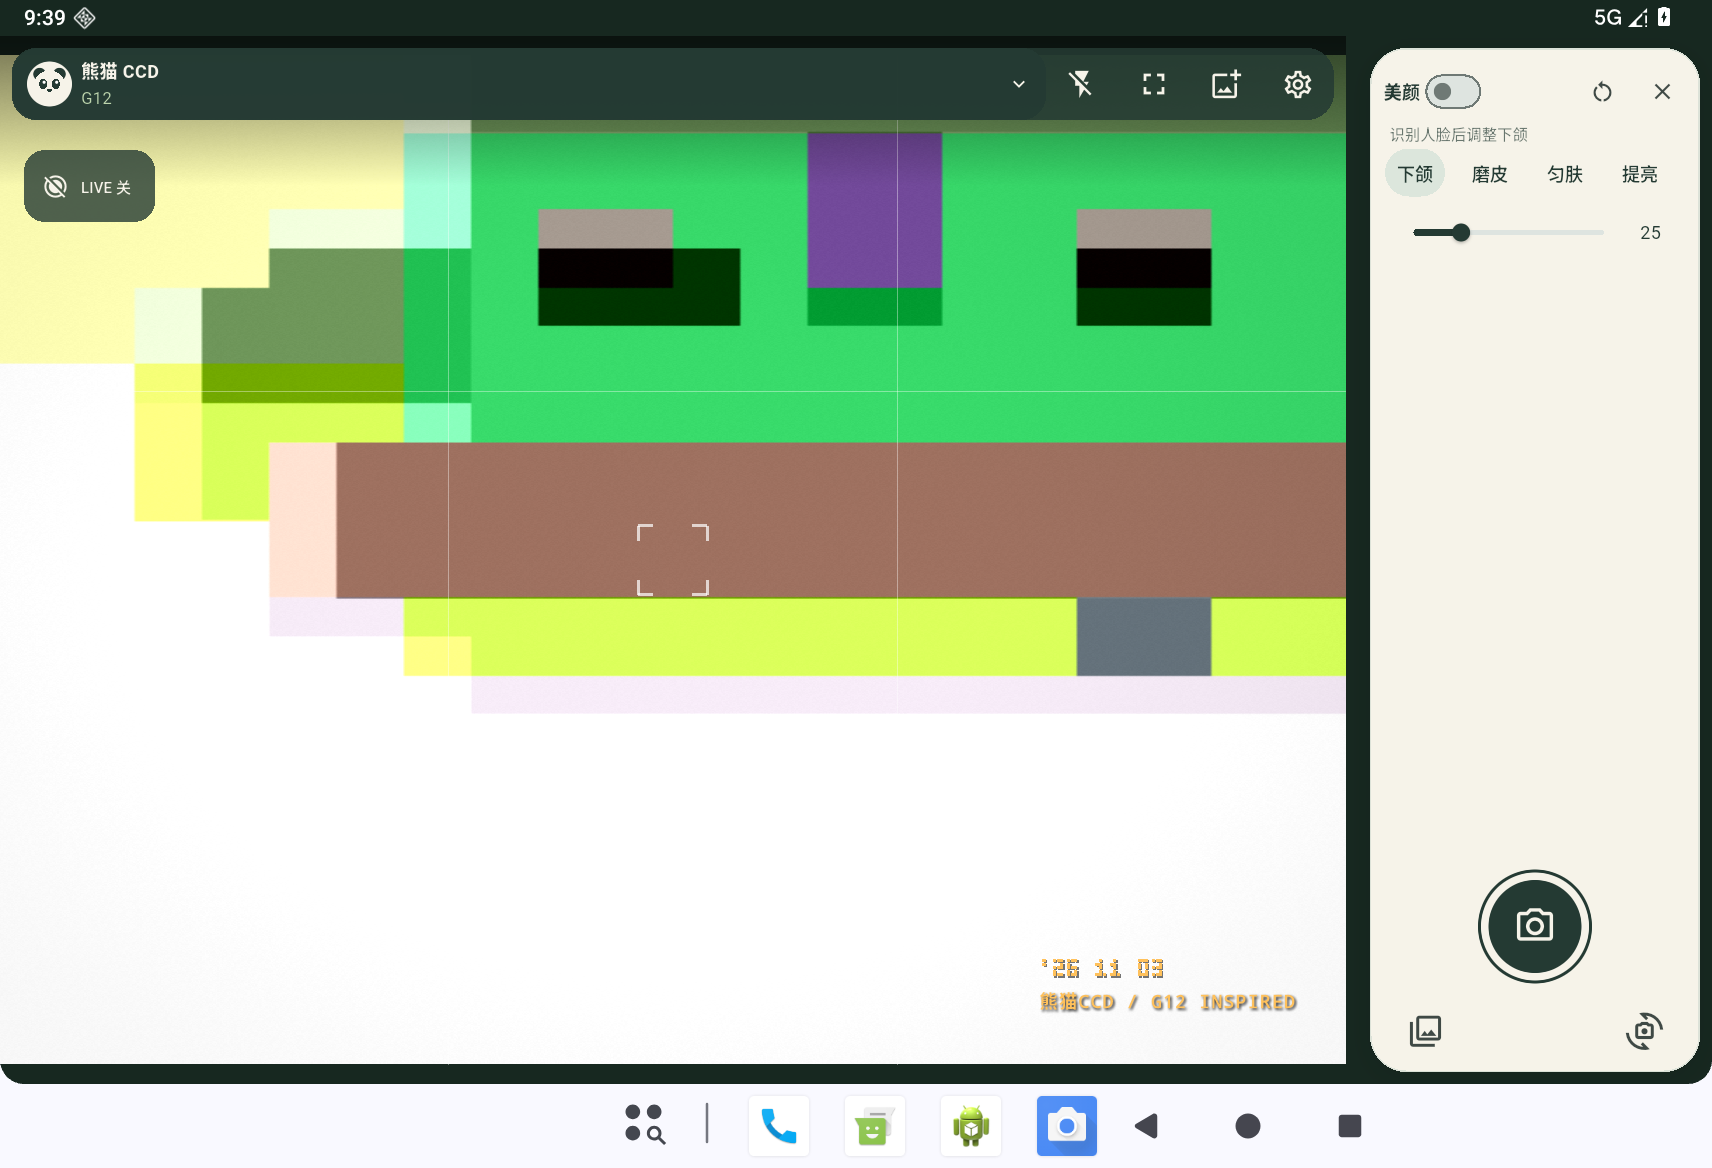 9:39
5G
熊猫 CCD
G12
LIVE 关
美颜
识别人脸后调整下颌
下颌 磨皮 匀肤 提亮
25
'26 11 03
熊猫CCD / G12 INSPIRED